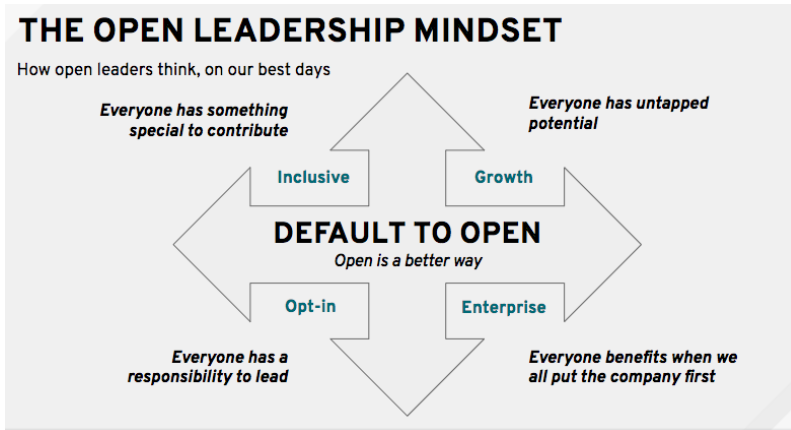 THE OPEN LEADERSHIP MINDSET
How open leaders think, on our best days
Everyone has something
special to contribute
Everyone has untapped
potential
Inclusive
Growth
DEFAULT TO OPEN
Open is a better way
Opt-in
Enterprise
Everyone has a
responsibility to lead
Everyone benefits when we
all put the company first